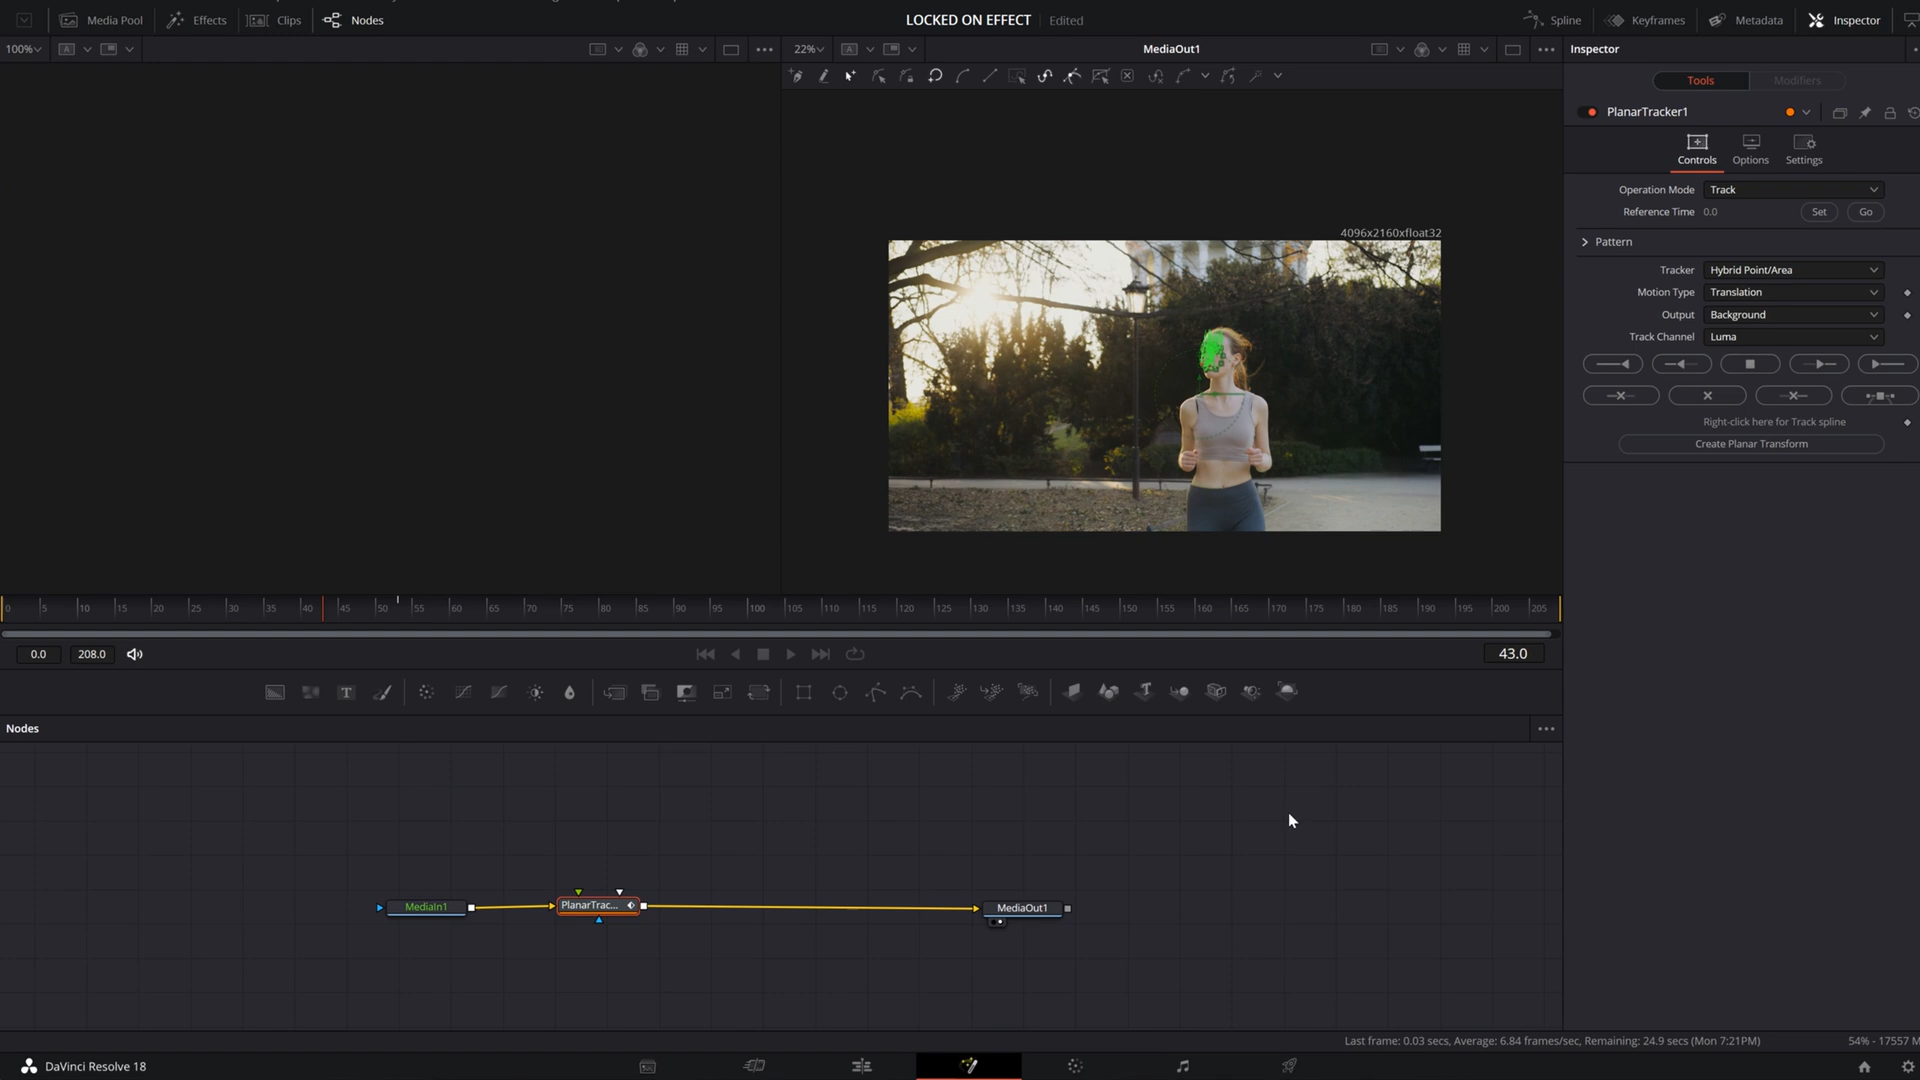 Media Pool Effects Clips Nodes LOCKED ON EFFECT Edited Spline Keyframes Metadata Inspector
100% A 22% A MediaOut1 Inspector
Tools Modifiers
PlanarTracker1
Controls Options Settings
Operation Mode Track
Reference Time 0.0 Set Go
4096x2160xfloat32
Pattern
Tracker Hybrid Point/Area
Motion Type Translation
Output Background
Track Channel Luma
Right-click here for Track spline
Create Planar Transform
0 5 10 15 20 25 30 35 40 45 50 55 60 65 70 75 80 85 90 95 100 105 110 115 120 125 130 135 140 145 150 155 160 165 170 175 180 185 190 195 200 205
0.0 208.0 43.0
T T
Nodes
MediaIn1 PlanarTrac... MediaOut1
Last frame: 0.03 secs, Average: 6.84 frames/sec, Remaining: 24.9 secs (Mon 7:21PM) 54% - 17557 M
DaVinci Resolve 18